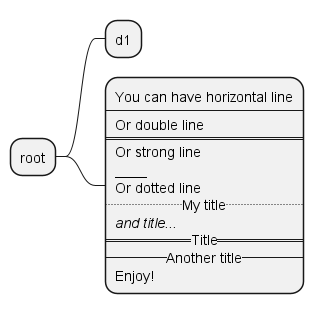 d1
root
You can have horizontal line
Or double line
Or strong line
____
Or dotted line
My title
and title...
Title
Another title
Enjoy!